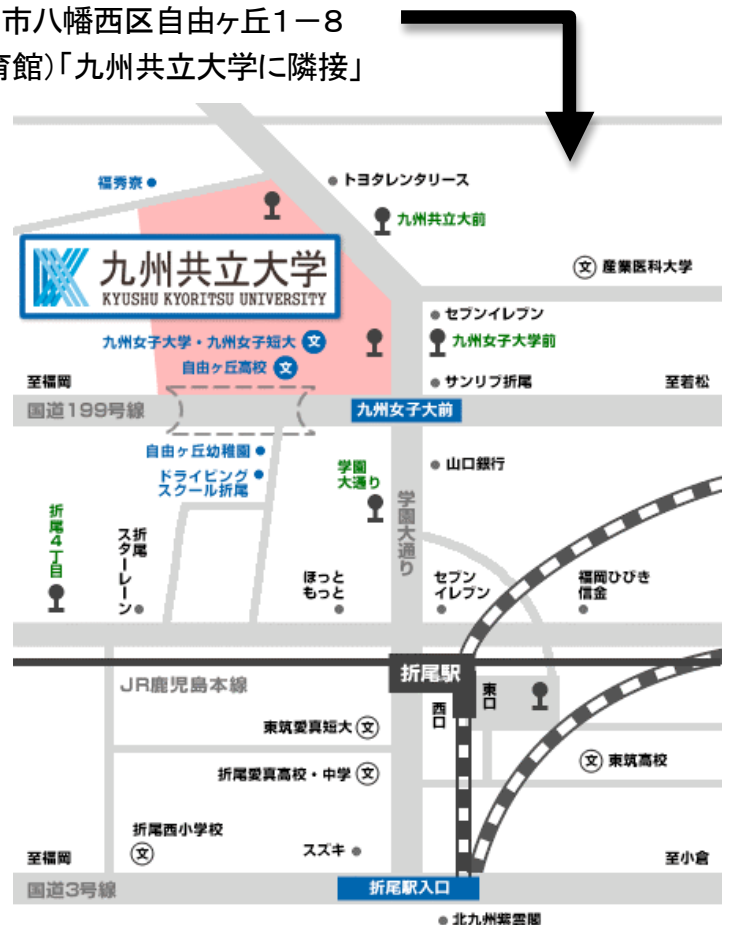 市八幡西区自由ヶ丘1－8
育館)「九州共立大学に隣接」
福秀寮
トヨタレンタリース
九州共立大前
九州共立大学
KYUSHU KYORITSU UNIVERSITY
文 産業医科大学
セブンイレブン
九州女子大学・九州女子短大 文
九州女子大学前
自由ヶ丘高校 文
至福岡
サンリブ折尾
至若松
国道199号線
九州女子大前
自由ヶ丘幼稚園
ドライビング
スクール折尾
学園
大通り
山口銀行
学園大通り
折尾4丁目
折尾
スターレーン
ほっと
もっと
セブン
イレブン
福岡ひびき
信金
折尾駅
JR鹿児島本線
西口
東口
東筑愛真短大 文
文 東筑高校
折尾愛真高校・中学 文
折尾西小学校
文
スズキ
至福岡
至小倉
国道3号線
折尾駅入口
北九州紫雲閣